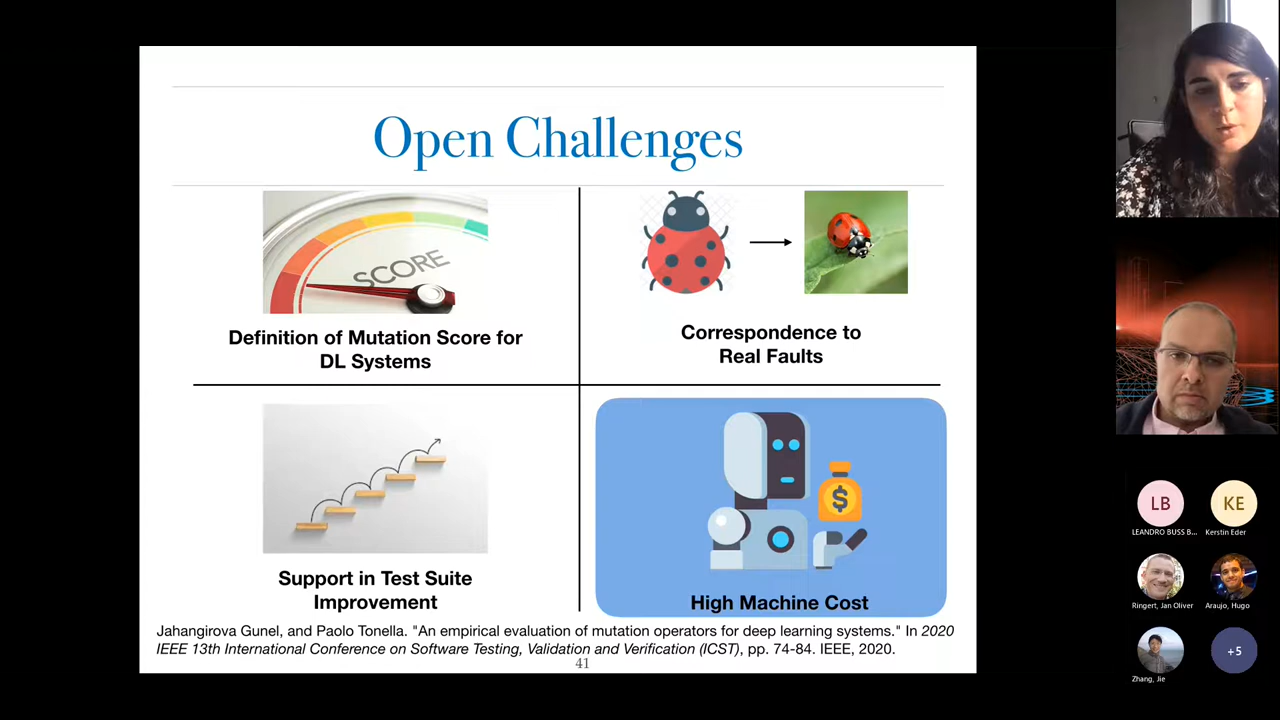 Open Challenges
SCORE
Definition of Mutation Score for
DL Systems
Correspondence to
Real Faults
Support in Test Suite
Improvement
$
High Machine Cost
Jahangirova Gunel, and Paolo Tonella. "An empirical evaluation of mutation operators for deep learning systems." In 2020
IEEE 13th International Conference on Software Testing, Validation and Verification (ICST), pp. 74-84. IEEE, 2020.
41
LB
LEANDRO BUSS B...
KE
Kerstin Eder
Ringert, Jan Oliver
Araujo, Hugo
Zhang, Jie
+5